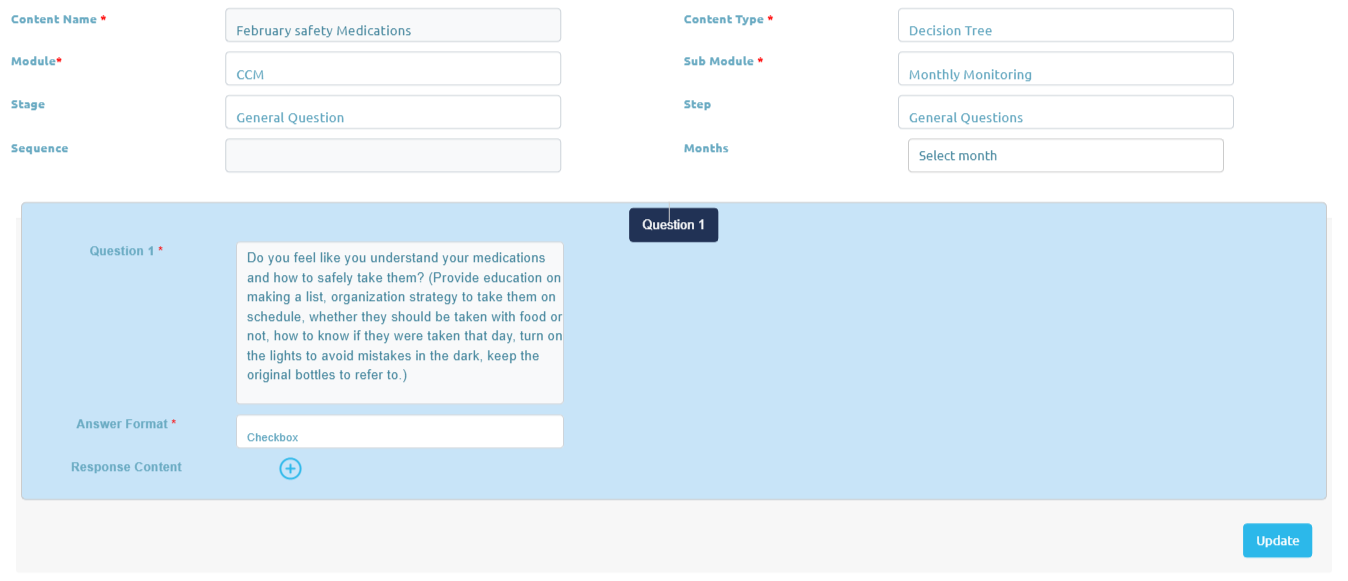 Content Name * February safety Medications Content Type * Decision Tree
Module* CCM Sub Module * Monthly Monitoring
Stage General Question Step General Questions
Sequence Months Select month
Question 1
Question 1 * Do you feel like you understand your medications
and how to safely take them? (Provide education on
making a list, organization strategy to take them on
schedule, whether they should be taken with food or
not, how to know if they were taken that day, turn on
the lights to avoid mistakes in the dark, keep the
original bottles to refer to.)
Answer Format * Checkbox
Response Content
Update